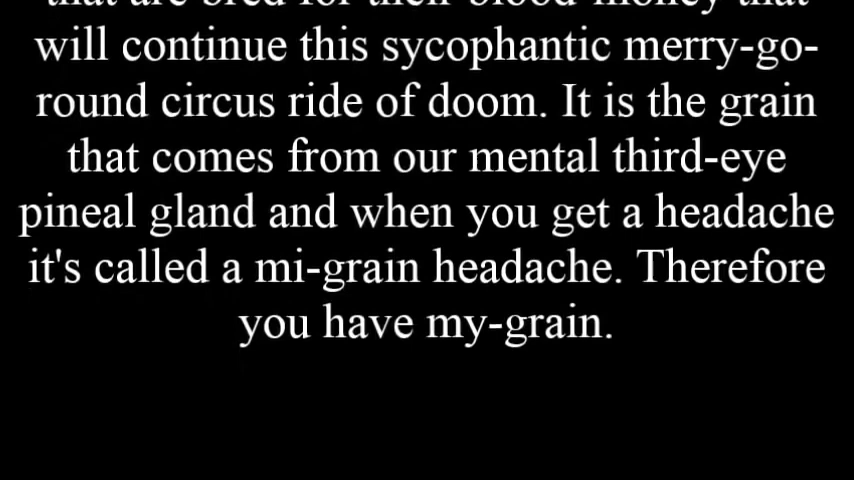 that are bred for their blood-money that
will continue this sycophantic merry-go-
round circus ride of doom. It is the grain
that comes from our mental third-eye
pineal gland and when you get a headache
it's called a mi-grain headache. Therefore
you have my-grain.